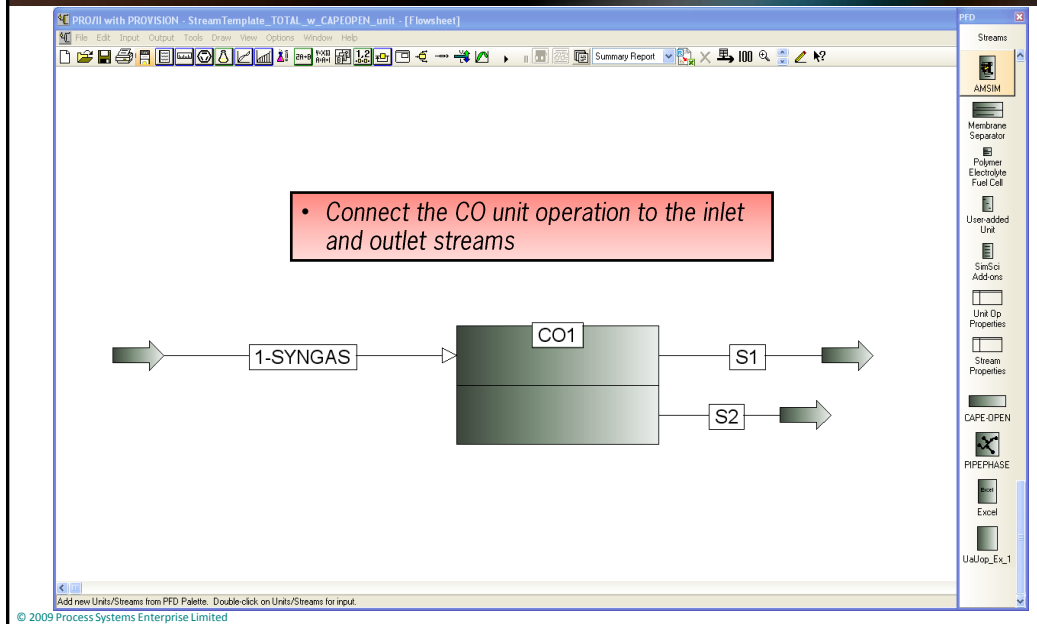 PRO/II with PROVISION - StreamTemplate_TOTAL_w_CAPEOPEN_unit - [Flowsheet]
File Edit Input Output Tools Draw View Options Window Help
Summary Report
100
• Connect the CO unit operation to the inlet
and outlet streams
1-SYNGAS
CO1
S1
S2
PFD
Streams
AMSIM
Membrane
Separator
Polymer
Electrolyte
Fuel Cell
User-added
Unit
SimSci
Add-ons
Unit Op
Properties
Stream
Properties
CAPE-OPEN
PIPEPHASE
Excel
Excel
UaUop_Ex_1
Add new Units/Streams from PFD Palette. Double-click on Units/Streams for input.
© 2009 Process Systems Enterprise Limited